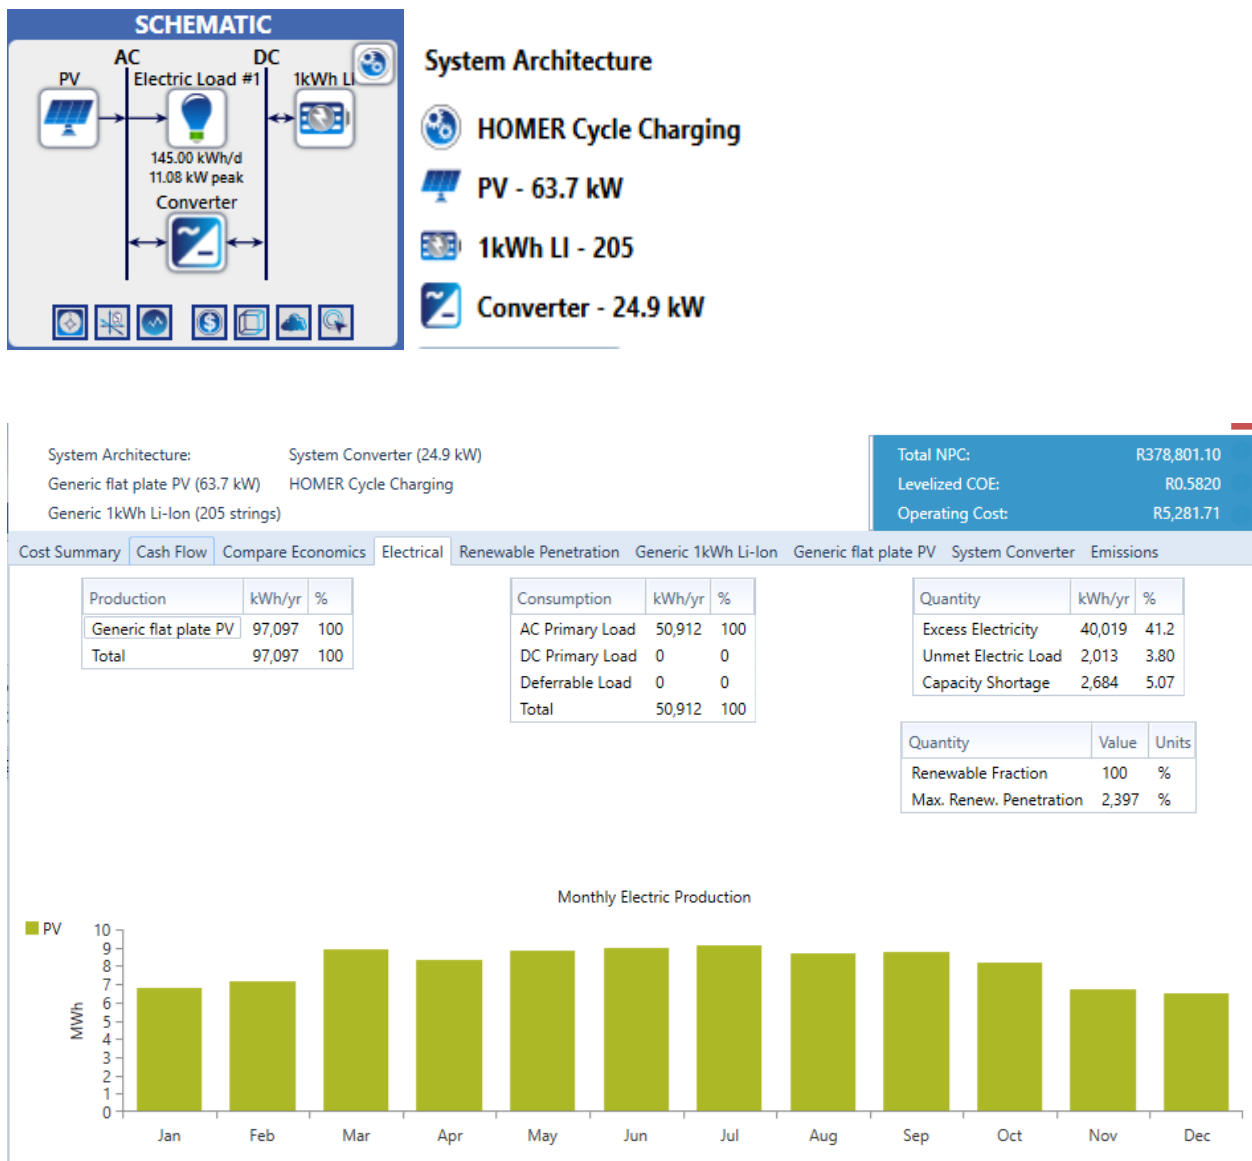 SCHEMATIC
AC DC
PV Electric Load #1 1kWh LI
145.00 kWh/d
11.08 kW peak
Converter
System Architecture
HOMER Cycle Charging
PV - 63.7 kW
1kWh LI - 205
Converter - 24.9 kW
System Architecture: System Converter (24.9 kW)
Generic flat plate PV (63.7 kW) HOMER Cycle Charging
Generic 1kWh Li-Ion (205 strings)
Total NPC: R378,801.10
Levelized COE: R0.5820
Operating Cost: R5,281.71
Cost Summary Cash Flow Compare Economics Electrical Renewable Penetration Generic 1kWh Li-Ion Generic flat plate PV System Converter Emissions
Production kWh/yr %
Generic flat plate PV 97,097 100
Total 97,097 100
Consumption kWh/yr %
AC Primary Load 50,912 100
DC Primary Load 0 0
Deferrable Load 0 0
Total 50,912 100
Quantity kWh/yr %
Excess Electricity 40,019 41.2
Unmet Electric Load 2,013 3.80
Capacity Shortage 2,684 5.07
Quantity Value Units
Renewable Fraction 100 %
Max. Renew. Penetration 2,397 %
Monthly Electric Production
PV
MWh
10
9
8
7
6
5
4
3
2
1
0
Jan Feb Mar Apr May Jun Jul Aug Sep Oct Nov Dec